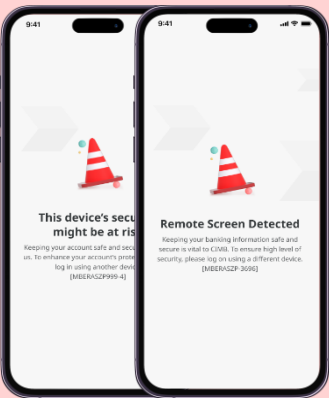 9:41
This device's secu
might be at ris
Keeping your account safe and secu
us. To enhance your account's prote
log in using another devic
[MBERASZP999-4]
9:41
Remote Screen Detected
Keeping your banking information safe and
secure is vital to CIMB. To ensure high level of
security, please log on using a different device.
[MBERASZP-3696]